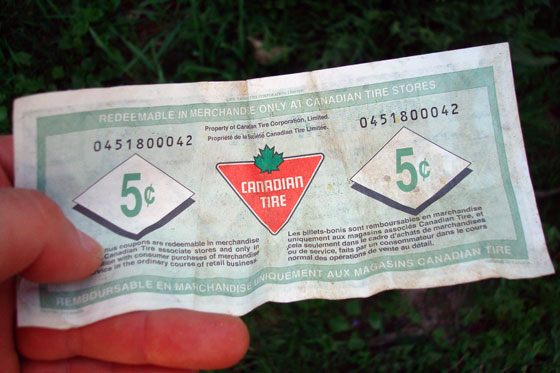 REDEEMABLE IN MERCHANDISE ONLY AT CANADIAN TIRE STORES
0451800042
Property of Canadian Tire Corporation, Limited.
Propriété de la Société Canadian Tire Limitée.
0451800042
5¢
CANADIAN
TIRE
5¢
coupons are redeemable in merchandise
Canadian Tire associate stores and only in
with consumer purchases of merchandise
in the ordinary course of retail business.
Les billets-bonis sont remboursables en marchandise
uniquement aux magasins associés Canadian Tire, et
cela seulement dans le cadre d'achats de marchandises
ou de service, faits par un consommateur dans le cours
normal des opérations de vente au détail.
REMBOURSABLE EN MARCHANDISE UNIQUEMENT AUX MAGASINS CANADIAN TIRE